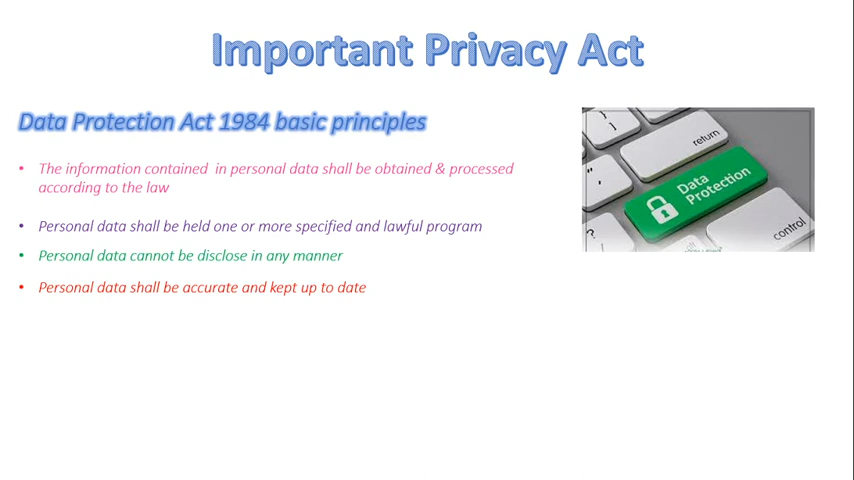 Important Privacy Act
Data Protection Act 1984 basic principles
• The information contained in personal data shall be obtained & processed
according to the law
• Personal data shall be held one or more specified and lawful program
• Personal data cannot be disclose in any manner
• Personal data shall be accurate and kept up to date
return
Data
Protection
control